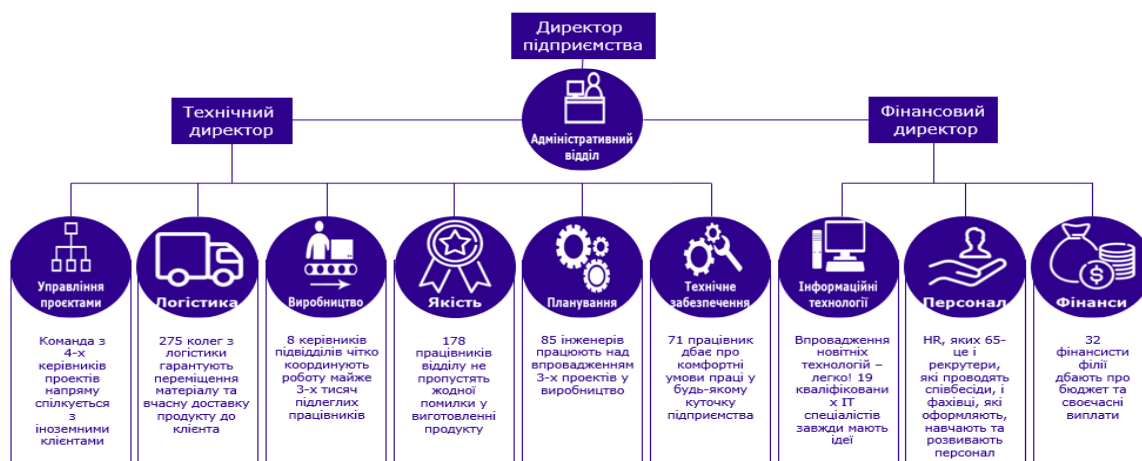 Директор
підприємства
Адміністративний
відділ
Технічний
директор
Фінансовий
директор
Управління
проєктами
Команда з
4-х
керівників
проектів
напряму
спілкується
з
іноземними
клієнтами
Логістика
275 колег з
логістики
гарантують
переміщення
матеріалу та
вчасну доставку
продукту до
клієнта
Виробництво
8 керівників
підвідділів чітко
координують
роботу майже
3-х тисяч
підлеглих
працівників
Якість
178
працівників
відділу не
пропустять
жодної
помилки у
виготовленні
продукту
Планування
85 інженерів
працюють над
впровадженням
3-х проектів у
виробництво
Технічне
забезпечення
71 працівник
дбає про
комфортні
умови праці у
будь-якому
куточку
підприємства
Інформаційні
технології
Впровадження
новітніх
технологій –
легко! 19
кваліфіковани
х ІТ
спеціалістів
завжди мають
ідеї
Персонал
HR, яких 65-
це і
рекрутери,
які проводять
співбесіди, і
фахівці, які
оформляють,
навчають та
розвивають
персонал
$
Фінанси
32
фінансисти
філії
дбають про
бюджет та
своєчасні
виплати